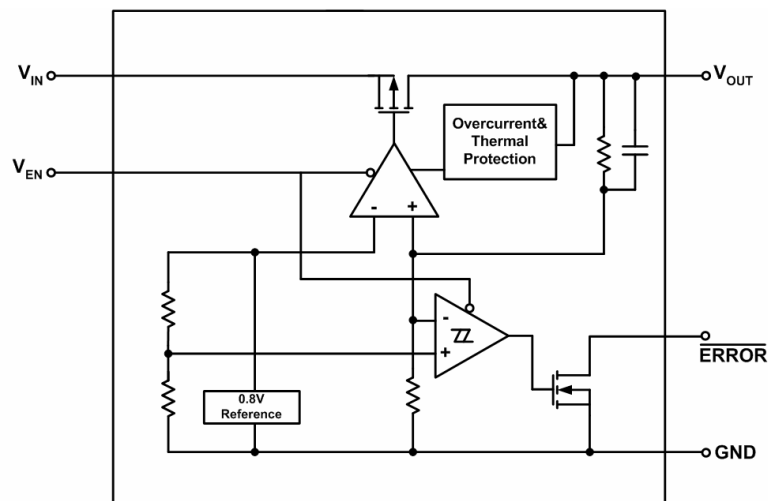 VIN
VOUT
Overcurrent&
Thermal
Protection
VEN
-
+
-
+
ERROR
0.8V
Reference
GND